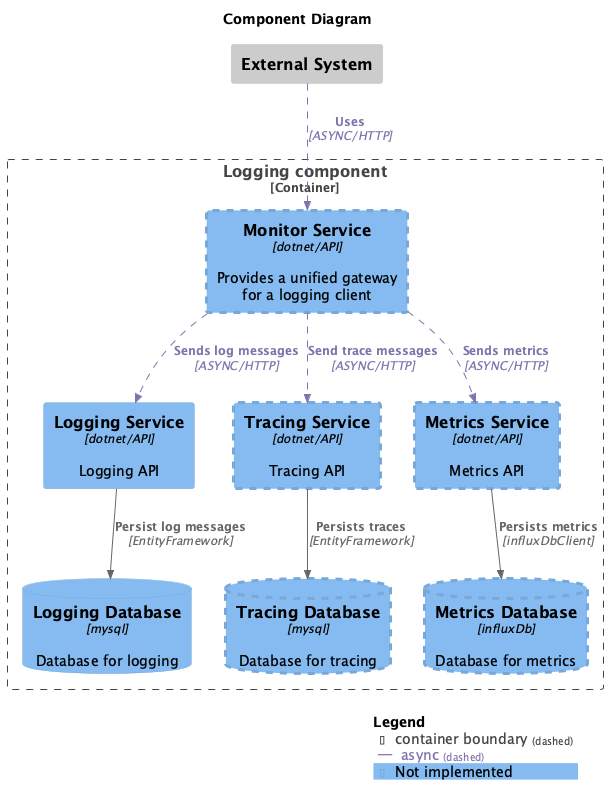 Component Diagram
External System
Uses
[ASYNC/HTTP]
Logging component
[Container]
Monitor Service
[dotnet/API]
Provides a unified gateway
for a logging client
Sends log messages
[ASYNC/HTTP]
Send trace messages
[ASYNC/HTTP]
Sends metrics
[ASYNC/HTTP]
Logging Service
[dotnet/API]
Logging API
Tracing Service
[dotnet/API]
Tracing API
Metrics Service
[dotnet/API]
Metrics API
Persist log messages
[EntityFramework]
Persists traces
[EntityFramework]
Persists metrics
[influxDbClient]
Logging Database
[mysql]
Database for logging
Tracing Database
[mysql]
Database for tracing
Metrics Database
[influxDb]
Database for metrics
Legend
container boundary (dashed)
async (dashed)
Not implemented